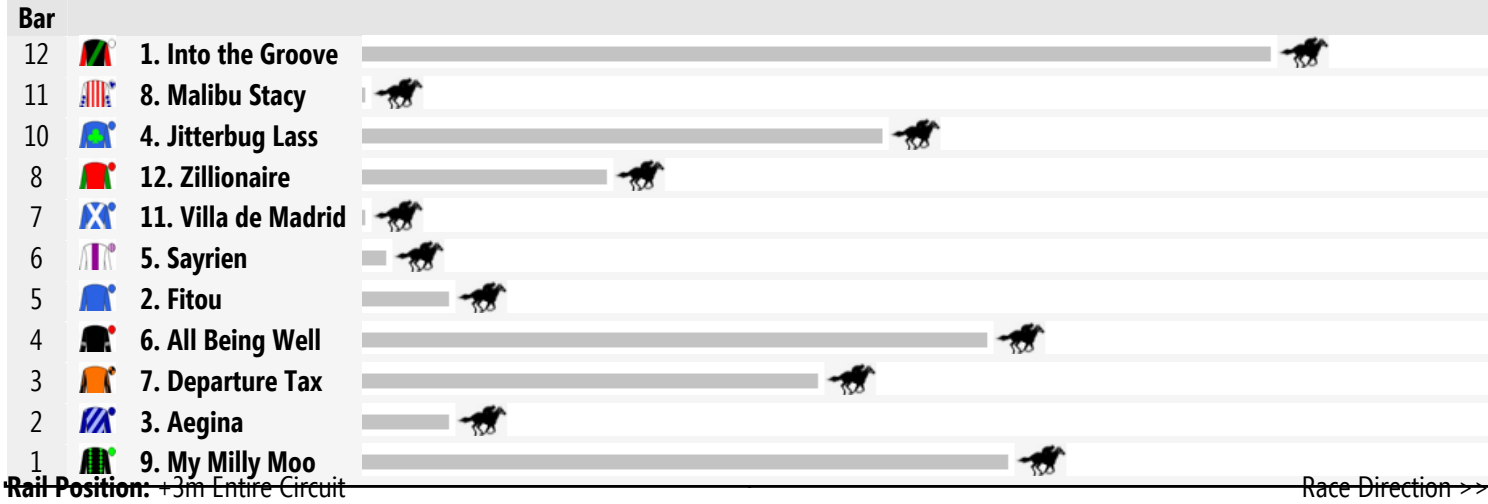 Bar
12 1. Into the Groove
11 8. Malibu Stacy
10 4. Jitterbug Lass
8 12. Zillionaire
7 11. Villa de Madrid
6 5. Sayrien
5 2. Fitou
4 6. All Being Well
3 7. Departure Tax
2 3. Aegina
1 9. My Milly Moo
Rail Position: +3m Entire Circuit Race Direction >>